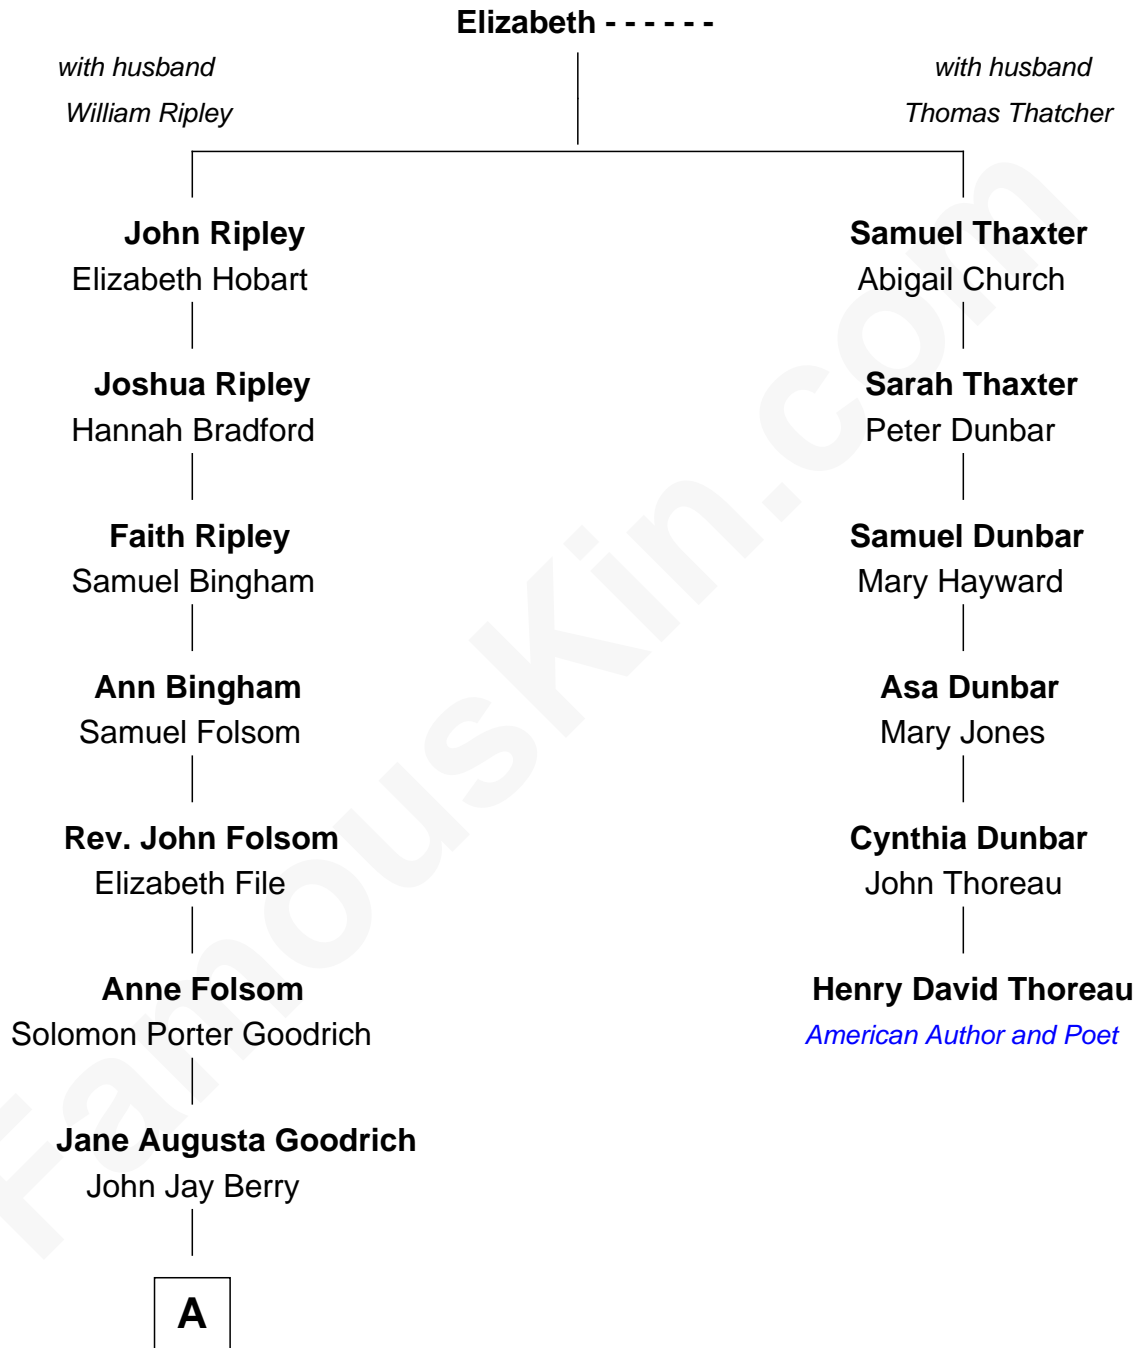 Elizabeth - - - - - -
with husband
William Ripley
with husband
Thomas Thatcher
John Ripley
Elizabeth Hobart
Samuel Thaxter
Abigail Church
Joshua Ripley
Hannah Bradford
Sarah Thaxter
Peter Dunbar
Faith Ripley
Samuel Bingham
Samuel Dunbar
Mary Hayward
Ann Bingham
Samuel Folsom
Asa Dunbar
Mary Jones
Rev. John Folsom
Elizabeth File
Cynthia Dunbar
John Thoreau
Anne Folsom
Solomon Porter Goodrich
Henry David Thoreau
American Author and Poet
Jane Augusta Goodrich
John Jay Berry
A
FamousKin.com